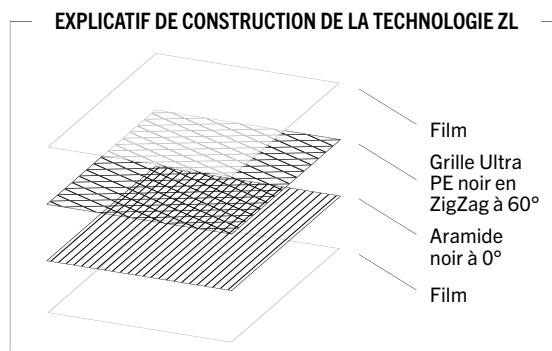 EXPLICATIF DE CONSTRUCTION DE LA TECHNOLOGIE ZL
Film
Grille Ultra
PE noir en
ZigZag à 60°
Aramide
noir à 0°
Film